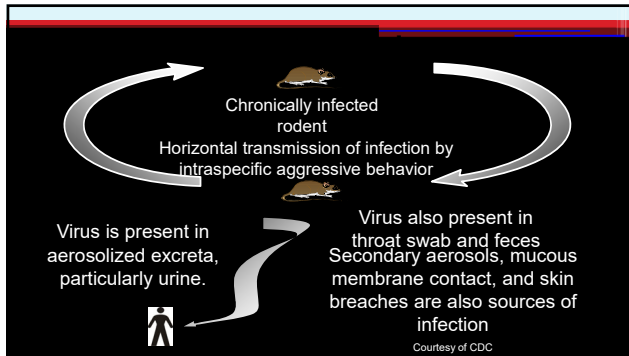 Chronically infected
rodent
Horizontal transmission of infection by
intraspecific aggressive behavior
Virus is present in
aerosolized excreta,
particularly urine.
Virus also present in
throat swab and feces
Secondary aerosols, mucous
membrane contact, and skin
breaches are also sources of
infection
Courtesy of CDC